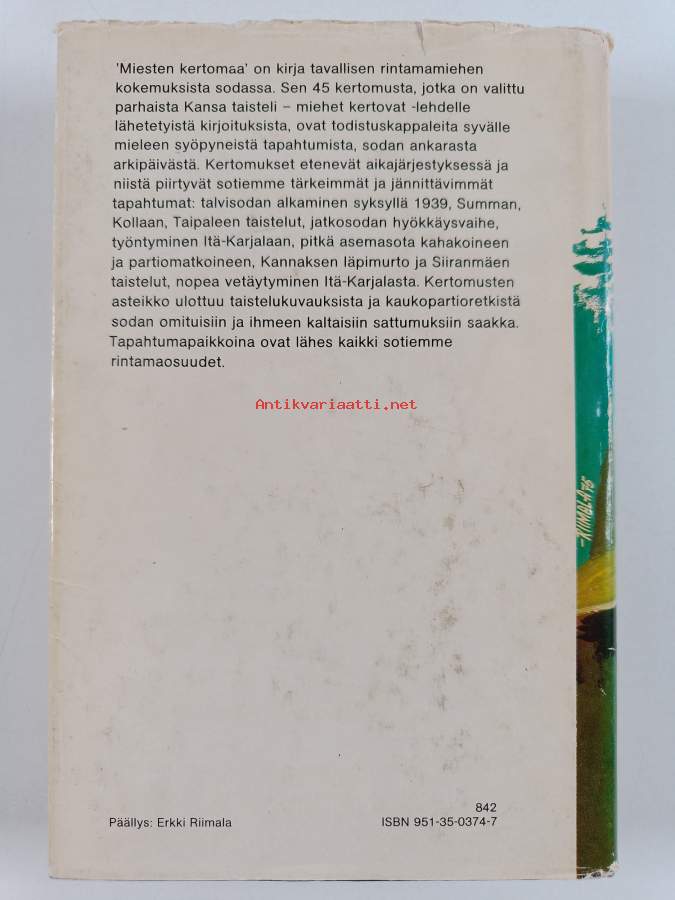 'Miesten kertomaa' on kirja tavallisen rintamamiehen
kokemuksista sodassa. Sen 45 kertomusta, jotka on valittu
parhaista Kansa taisteli – miehet kertovat -lehdelle
lähetetyistä kirjoituksista, ovat todistuskappaleita syvälle
mieleen syöpyneistä tapahtumista, sodan ankarasta
arkipäivästä. Kertomukset etenevät aikajärjestyksessä ja
niistä piirtyvät sotiemme tärkeimmät ja jännittävimmät
tapahtumat: talvisodan alkaminen syksyllä 1939, Summan,
Kollaan, Taipaleen taistelut, jatkosodan hyökkäysvaihe,
työntyminen Itä-Karjalaan, pitkä asemasota kahakoineen
ja partiomatkoineen, Kannaksen läpimurto ja Siiranmäen
taistelut, nopea vetäytyminen Itä-Karjalasta. Kertomusten
asteikko ulottuu taistelukuvauksista ja kaukopartioretkistä
sodan omituisiin ja ihmeen kaltaisiin sattumuksiin saakka.
Tapahtumapaikkoina ovat lähes kaikki sotiemme
rintamaosuudet.
Antikvariaatti.net
-RIIMALA 75
842
Päällys: Erkki Riimala
ISBN 951-35-0374-7